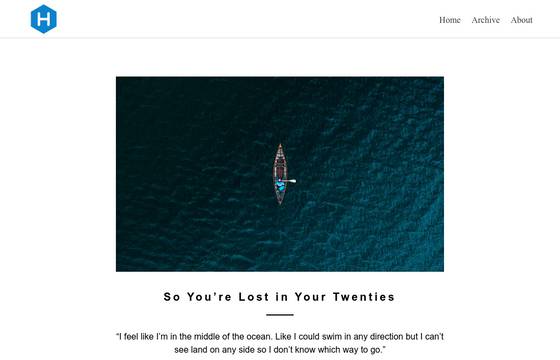 H
Home Archive About
So You’re Lost in Your Twenties
“I feel like I’m in the middle of the ocean. Like I could swim in any direction but I can’t
see land on any side so I don’t know which way to go.”